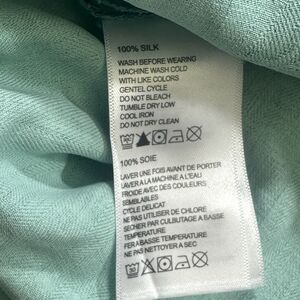 100% SILK
WASH BEFORE WEARING
MACHINE WASH COLD
WITH LIKE COLORS
GENTEL CYCLE
DO NOT BLEACH
TUMBLE DRY LOW
COOL IRON
DO NOT DRY CLEAN
100% SOIE
LAVER UNE FOIS AVANT DE PORTER
LAVER A LA MACHINE A L'EAU
FROIDE AVEC DES COULEURS
SEMBLABLES
CYCLE DELICAT
NE PAS UTILISER DE CHLORE
SECHER PAR CULBUTAGE A BASSE
TEMPERATURE
FER A BASSE TEMPERATURE
NE PAS NETTOYER A SEC
30